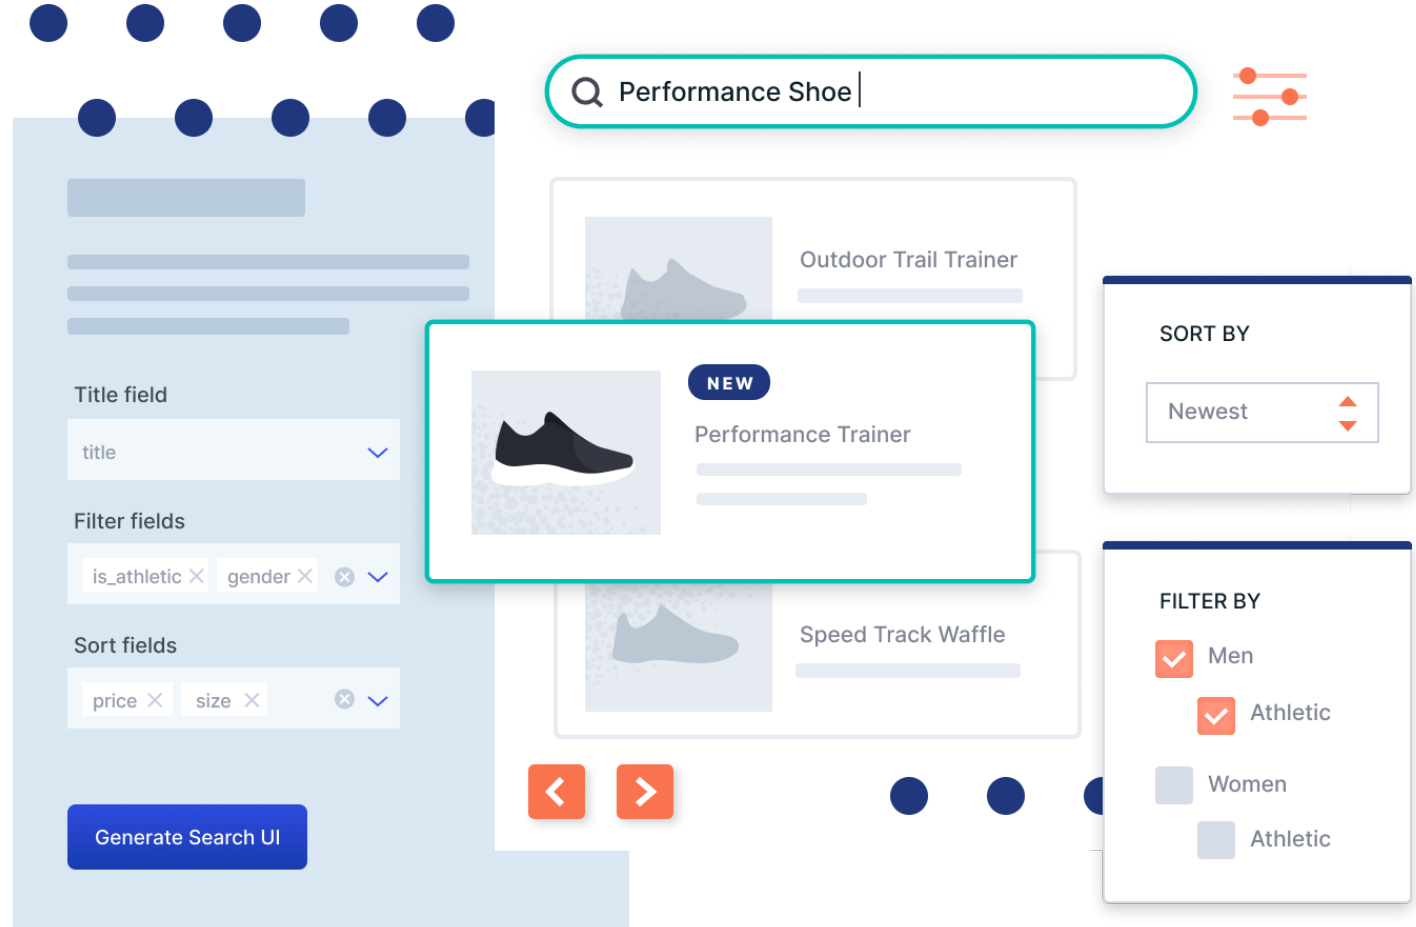 Performance Shoe
Outdoor Trail Trainer
NEW
Performance Trainer
Speed Track Waffle
Title field
title
Filter fields
is_athletic gender
Sort fields
price size
Generate Search UI
SORT BY
Newest
FILTER BY
Men
Athletic
Women
Athletic